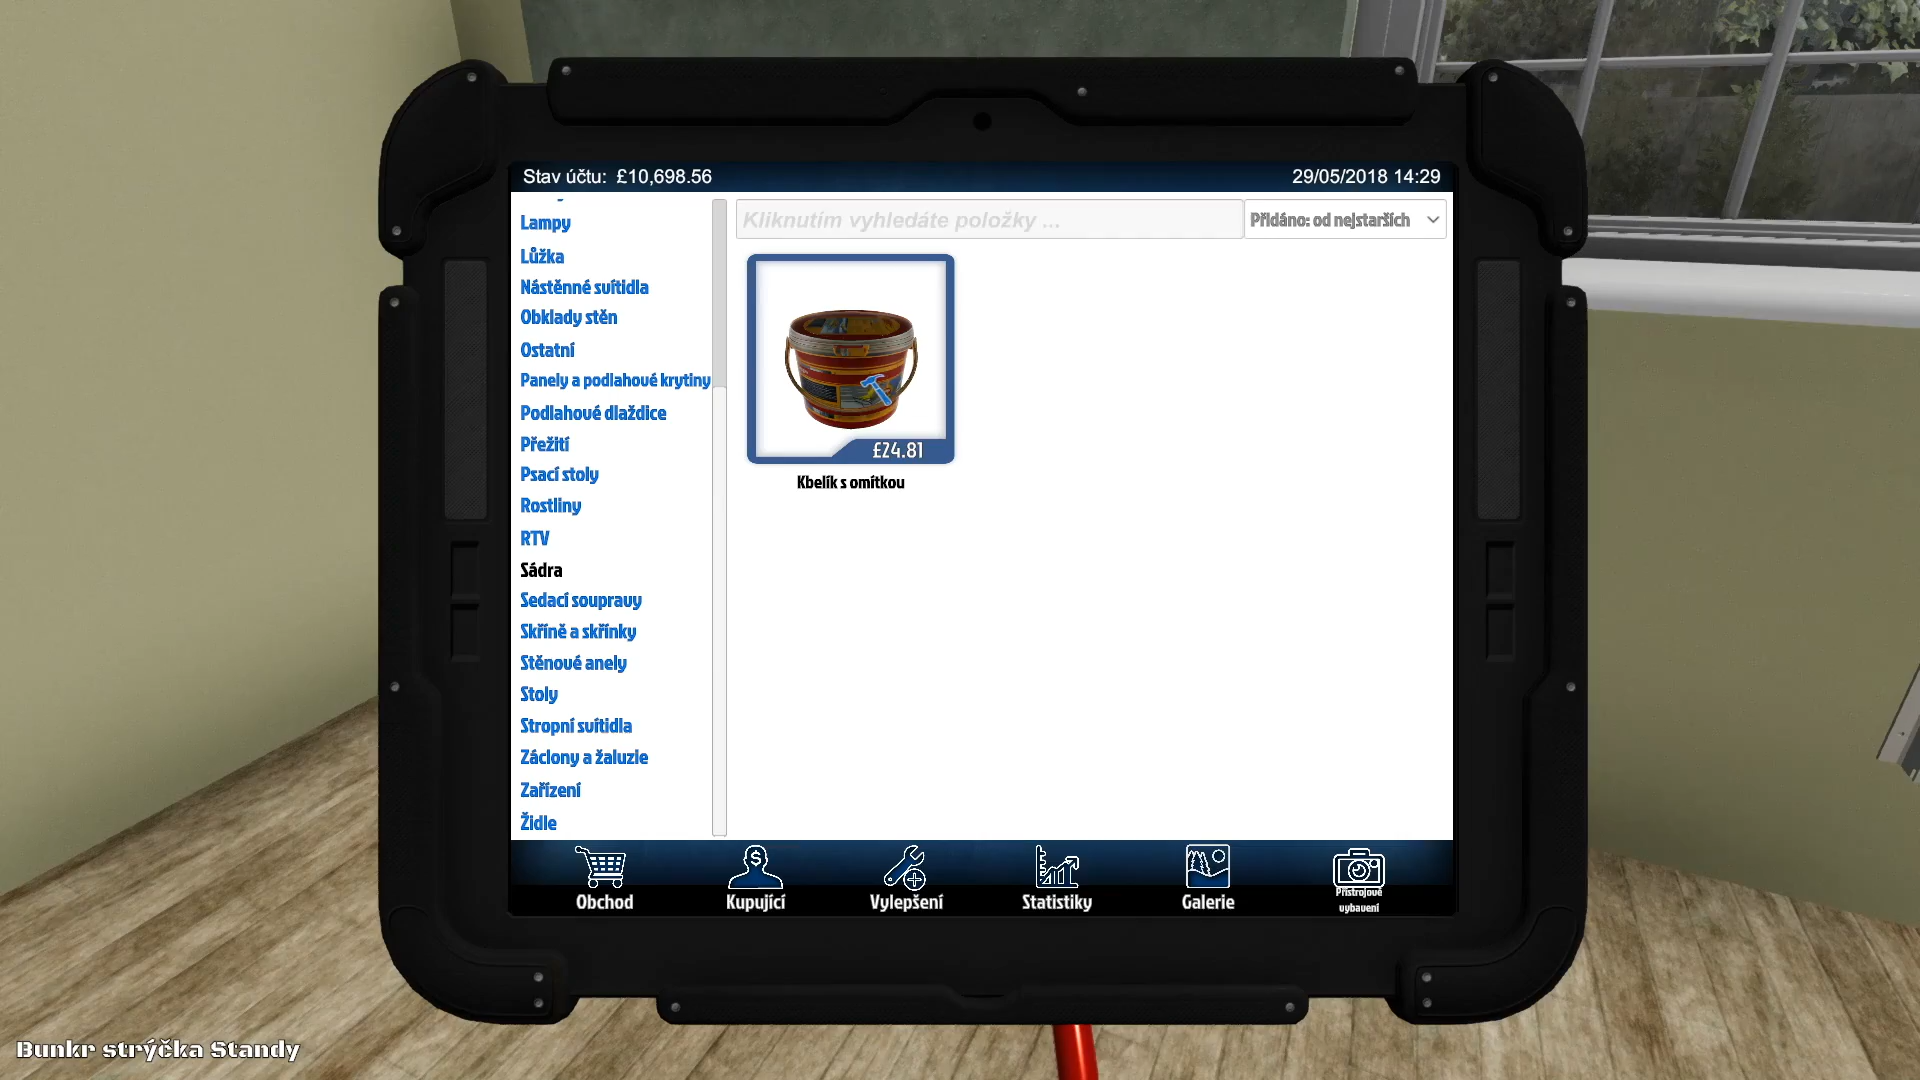 Stav účtu: £10,698.56
29/05/2018 14:29
Kliknutím vyhledáte položky ...
Přidáno: od nejstarších
Lampy
Lůžka
Nástěnné svítidla
Obklady stěn
Ostatní
Panely a podlahové krytiny
Podlahové dlaždice
Přežití
Psací stoly
Rostliny
RTV
Sádra
Sedací soupravy
Skříně a skřínky
Stěnové anely
Stoly
Stropní svítidla
Záclony a žaluzie
Zařízení
Židle
£24.81
Kbelík s omítkou
Obchod
Kupující
Vylepšení
Statistiky
Galerie
Přístrojové
vybavení
Bunkr strýčka Standy